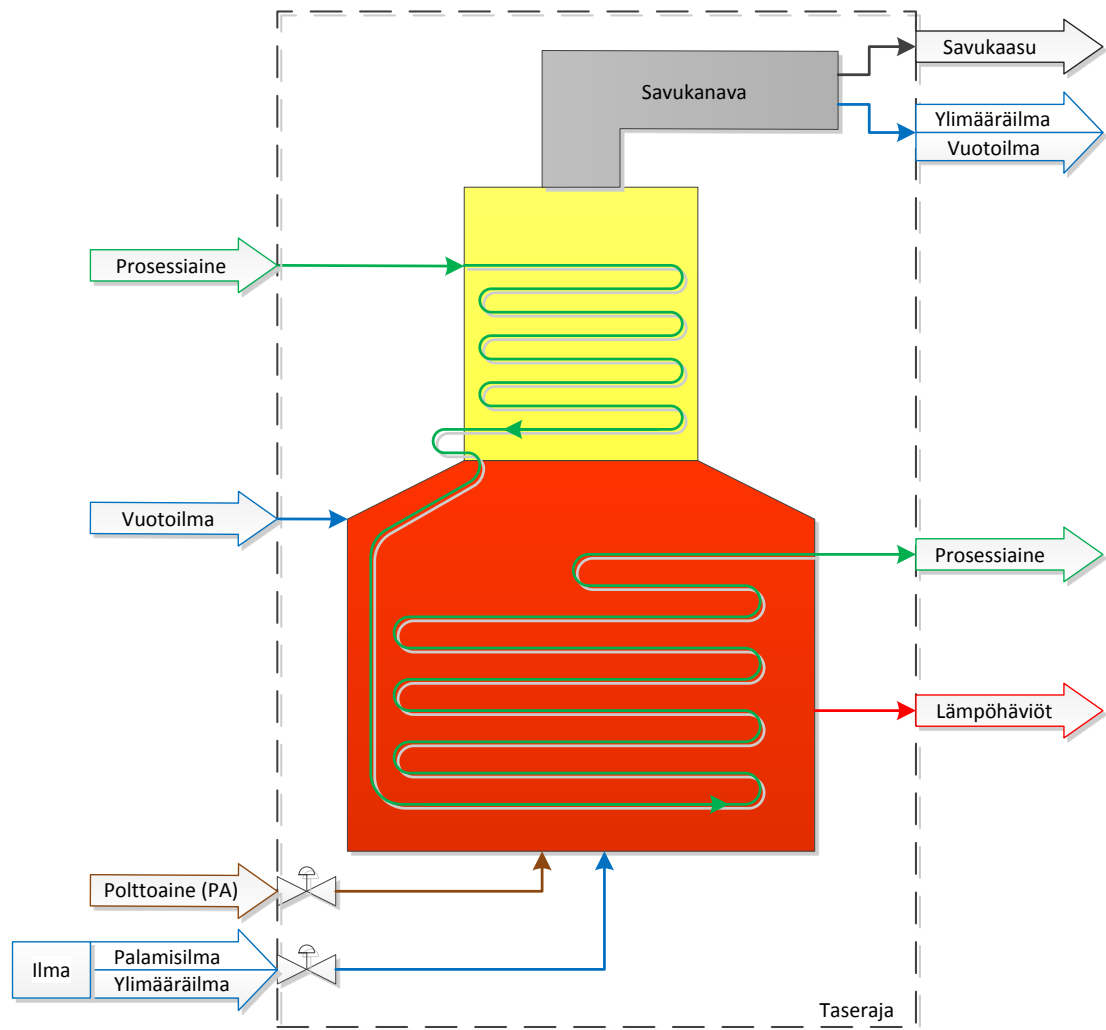 Savukaasu
Savukanava
Ylimääräilma
Vuotoilma
Prosessiaine
Vuotoilma
Prosessiaine
Lämpöhäviöt
Polttoaine (PA)
Ilma
Palamisilma
Ylimääräilma
Taseraja